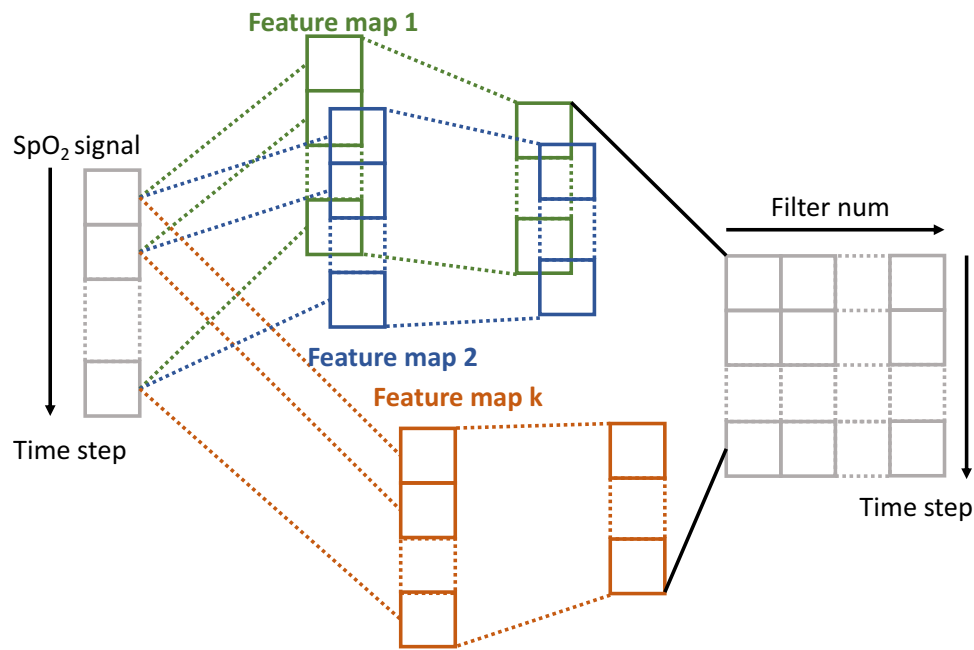 Feature map 1
SpO₂ signal
Filter num
Feature map 2
Feature map k
Time step
Time step